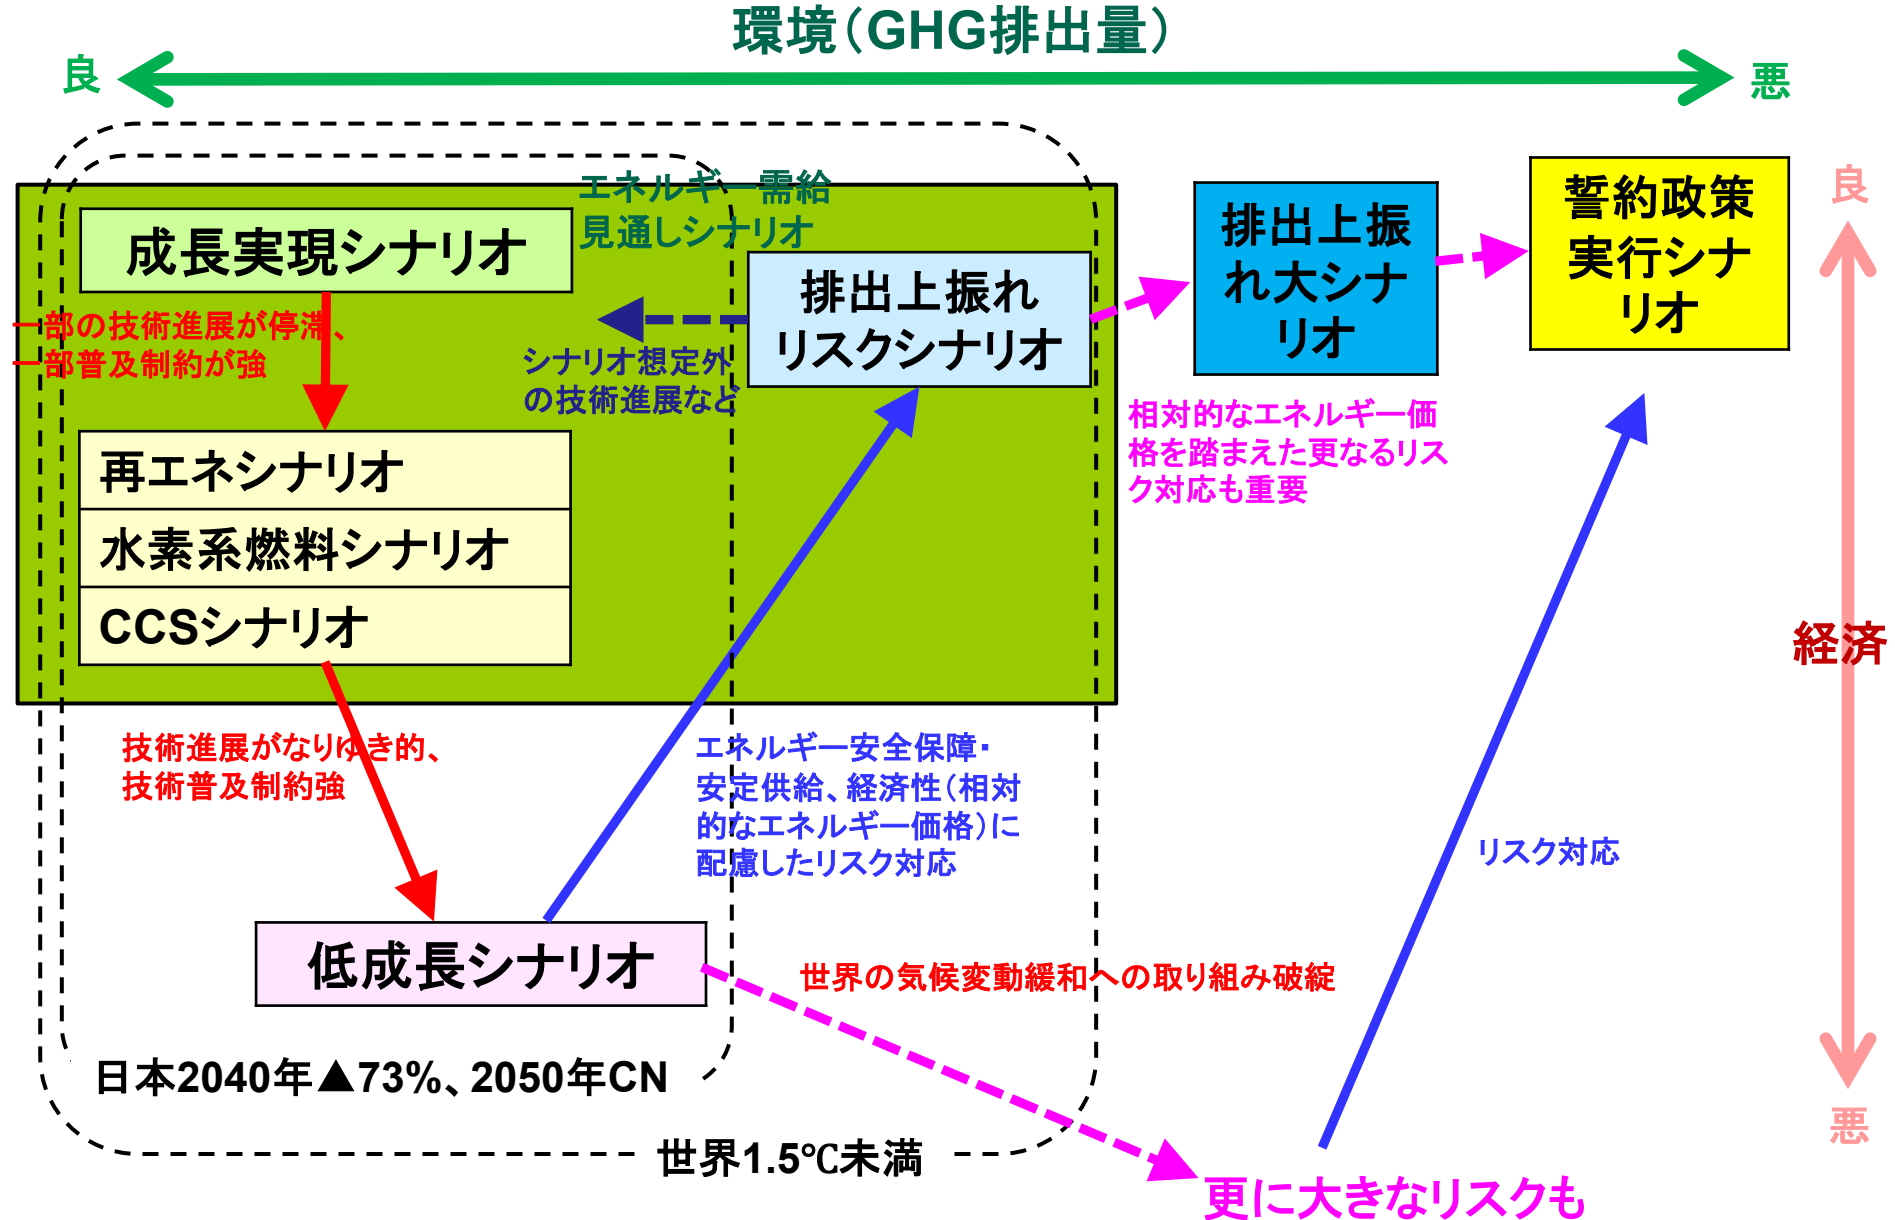 環境（GHG排出量）
良
悪
エネルギー需給
見通しシナリオ
成長実現シナリオ
一部の技術進展が停滞、
一部普及制約が強
再エネシナリオ
水素系燃料シナリオ
CCSシナリオ
シナリオ想定外
の技術進展など
排出上振れ
リスクシナリオ
排出上振
れ大シナ
リオ
誓約政策
実行シナ
リオ
相対的なエネルギー価
格を踏まえた更なるリス
ク対応も重要
良
経済
悪
技術進展がなりゆき的、
技術普及制約強
エネルギー安全保障・
安定供給、経済性（相対
的なエネルギー価格）に
配慮したリスク対応
リスク対応
低成長シナリオ
世界の気候変動緩和への取り組み破綻
日本2040年▲73%、2050年CN
世界1.5℃未満
更に大きなリスクも